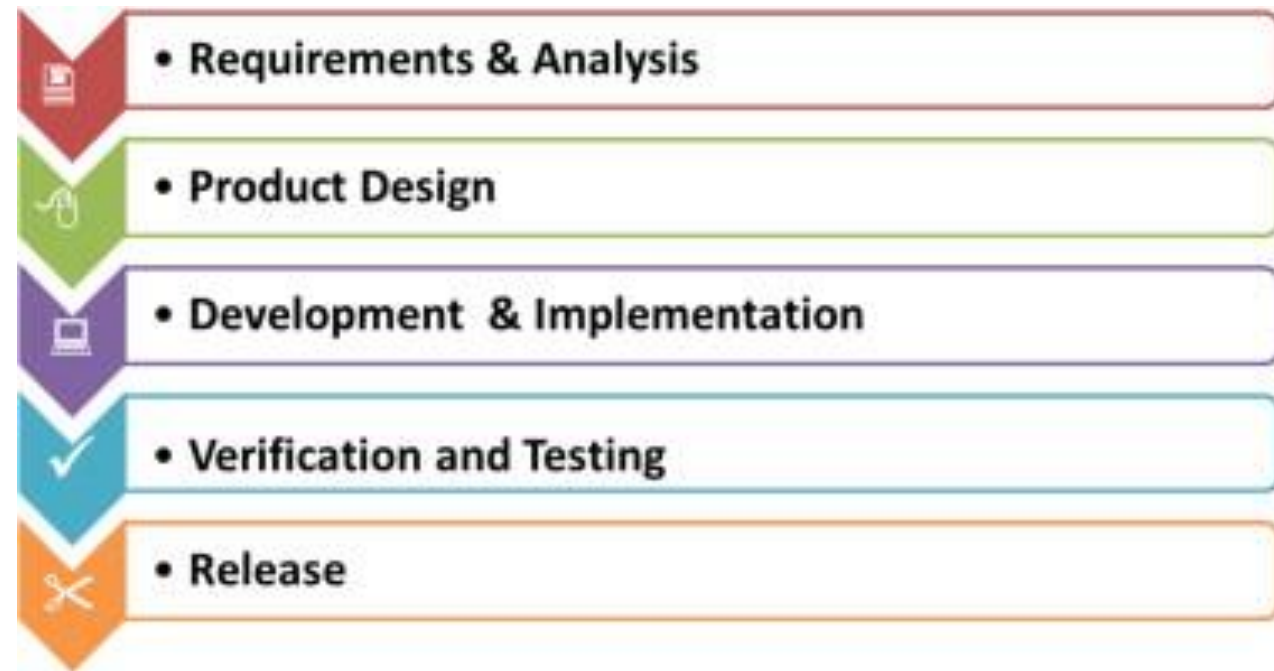 • Requirements & Analysis
• Product Design
• Development & Implementation
• Verification and Testing
• Release